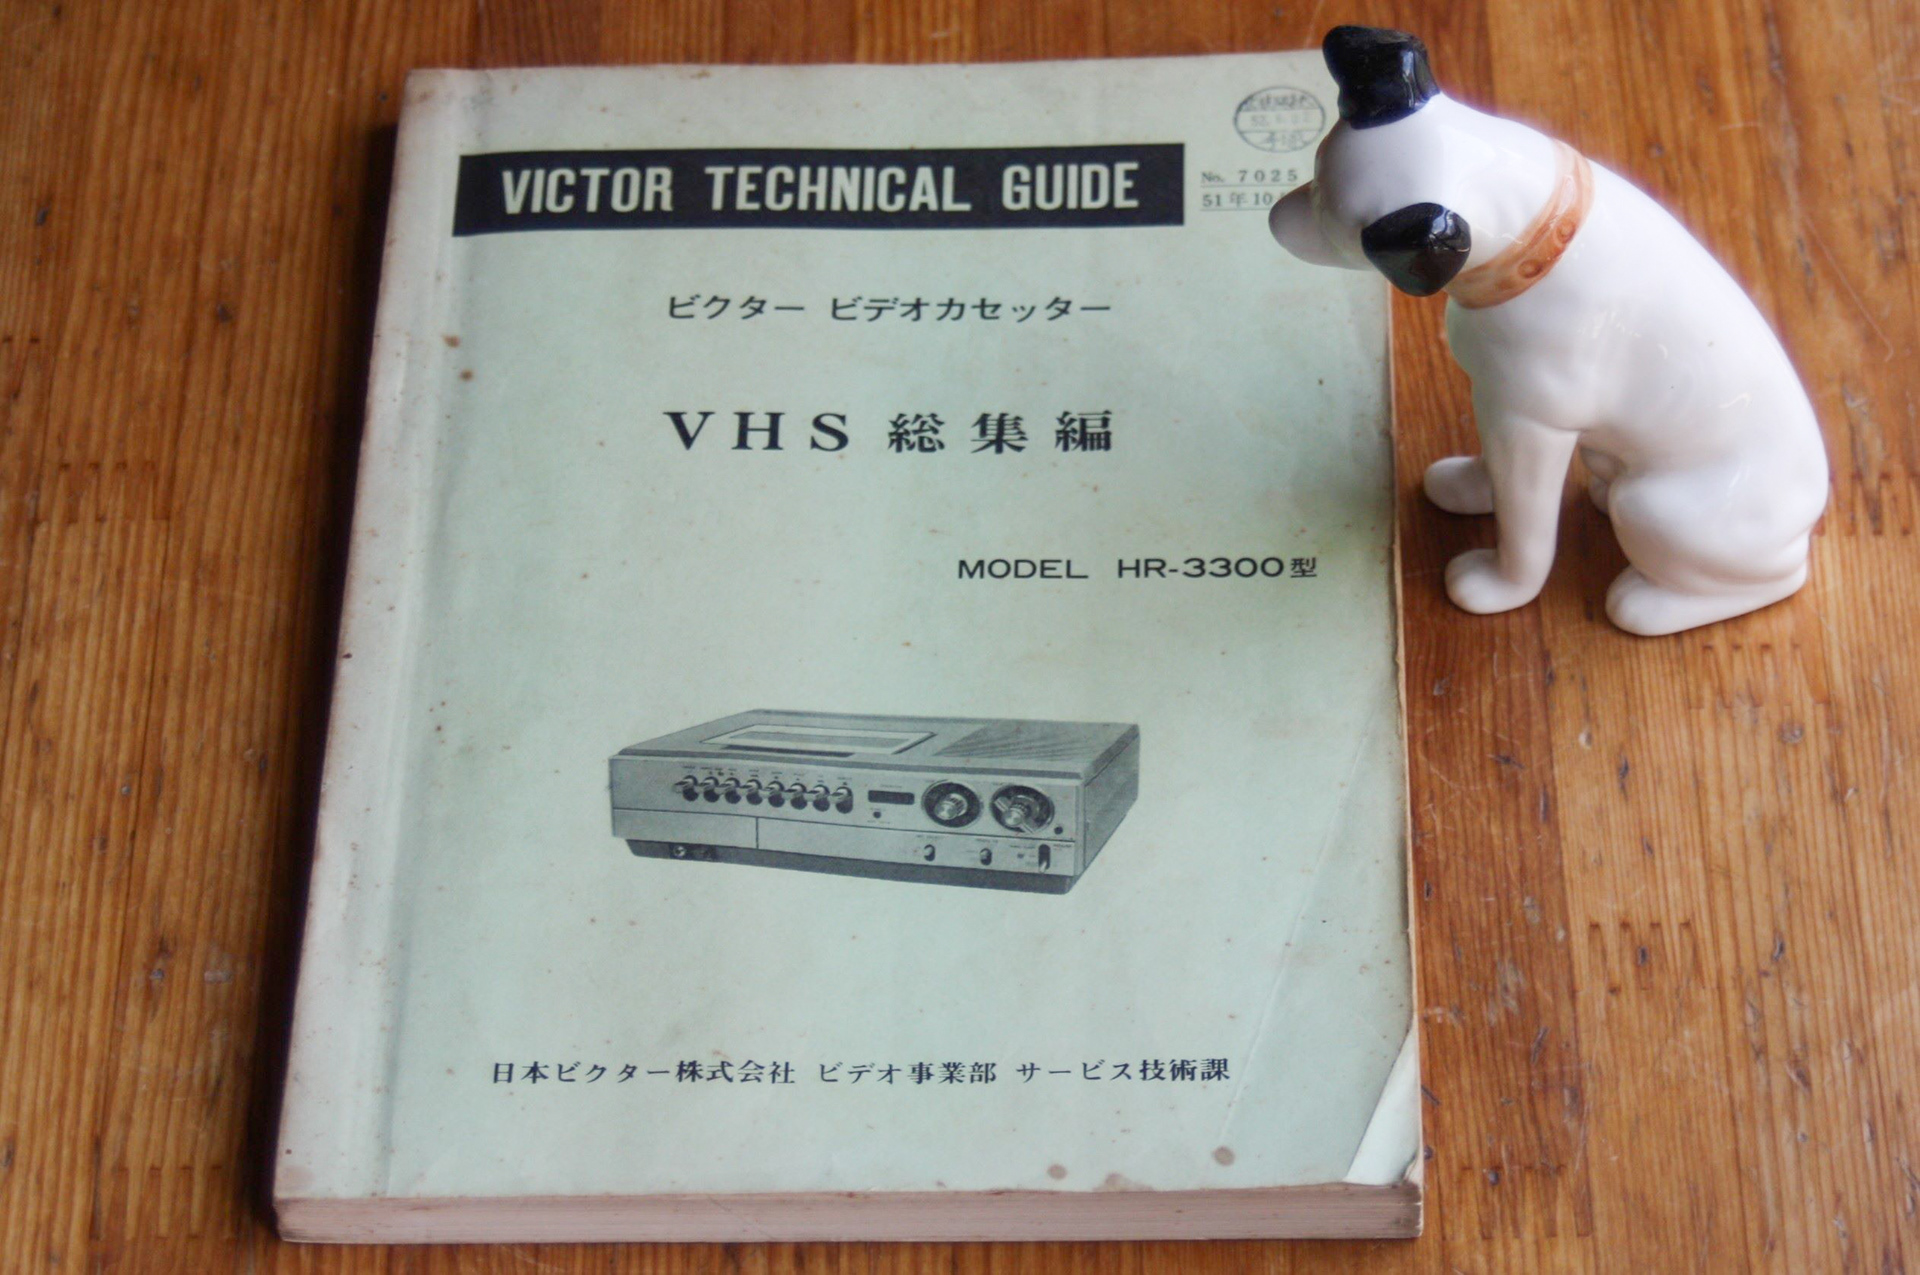 VICTOR TECHNICAL GUIDE
No. 7025
51年10
ビクター ビデオカセッター
VHS 総集編
MODEL HR-3300型
日本ビクター株式会社 ビデオ事業部 サービス技術課